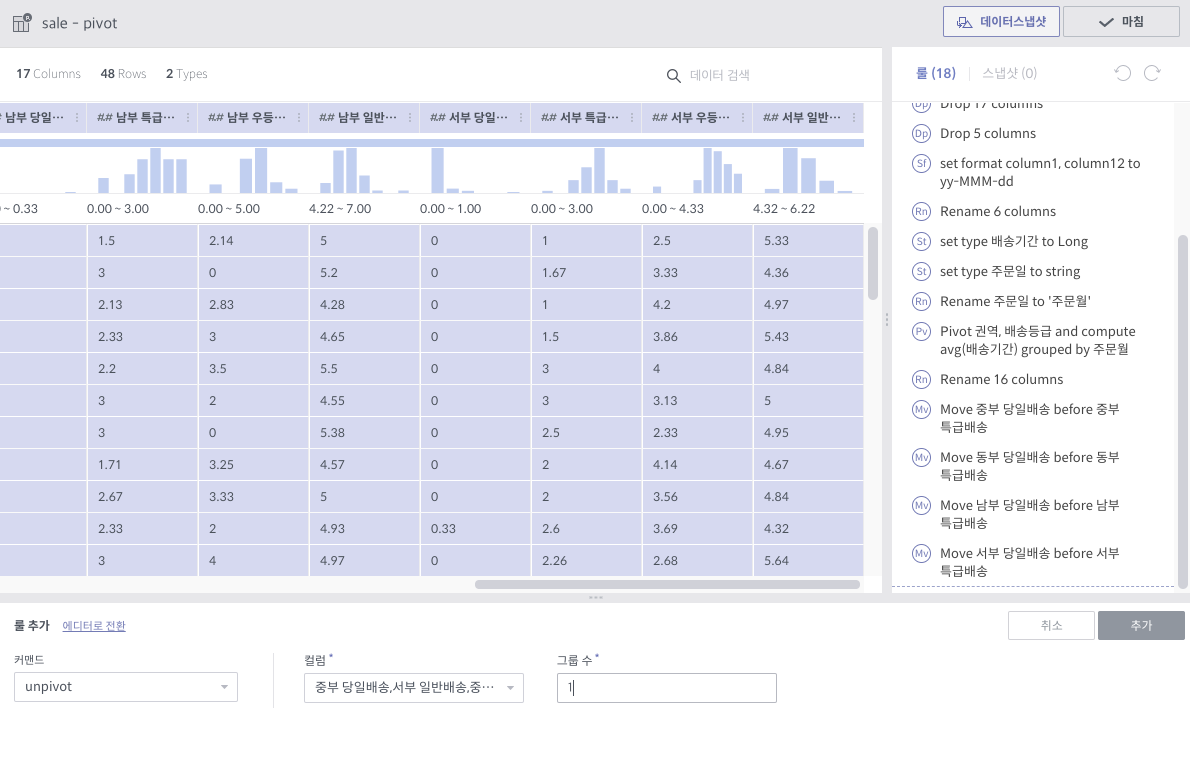 sale - pivot
데이터스냅샷
마침
17 Columns 48 Rows 2 Types
데이터 검색
## 남부 당일⋯ ## 남부 특급⋯ ## 남부 우등⋯ ## 남부 일반⋯ ## 서부 당일⋯ ## 서부 특급⋯ ## 서부 우등⋯ ## 서부 일반⋯
~ 0.33 0.00 ~ 3.00 0.00 ~ 5.00 4.22 ~ 7.00 0.00 ~ 1.00 0.00 ~ 3.00 0.00 ~ 4.33 4.32 ~ 6.22
1.5 2.14 5 0 1 2.5 5.33
3 0 5.2 0 1.67 3.33 4.36
2.13 2.83 4.28 0 1 4.2 4.97
2.33 3 4.65 0 1.5 3.86 5.43
2.2 3.5 5.5 0 3 4 4.84
3 2 4.55 0 3 3.13 5
3 0 5.38 0 2.5 2.33 4.95
1.71 3.25 4.57 0 2 4.14 4.67
2.67 3.33 5 0 2 3.56 4.84
2.33 2 4.93 0.33 2.6 3.69 4.32
3 4 4.97 0 2.26 2.68 5.64
룰 (18) 스냅샷 (0)
Dp Drop 17 columns
Dp Drop 5 columns
Sf set format column1, column12 to
yy-MMM-dd
Rn Rename 6 columns
St set type 배송기간 to Long
St set type 주문일 to string
Rn Rename 주문일 to '주문월'
Pv Pivot 권역, 배송등급 and compute
avg(배송기간) grouped by 주문월
Rn Rename 16 columns
Mv Move 중부 당일배송 before 중부
특급배송
Mv Move 동부 당일배송 before 동부
특급배송
Mv Move 남부 당일배송 before 남부
특급배송
Mv Move 서부 당일배송 before 서부
특급배송
룰 추가 에디터로 전환
취소
추가
커맨드
unpivot
컬럼 *
중부 당일배송,서부 일반배송,중⋯
그룹 수 *
1